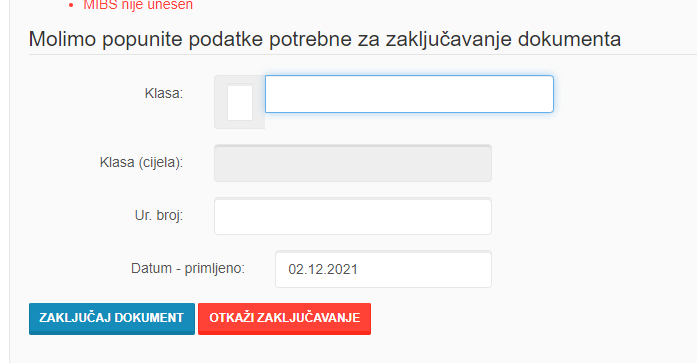 MIBS nije unesen
Molimo popunite podatke potrebne za zaključavanje dokumenta
Klasa:
Klasa (cijela):
Ur. broj:
Datum - primljeno: 02.12.2021
ZAKLJUČAJ DOKUMENT OTKAŽI ZAKLJUČAVANJE